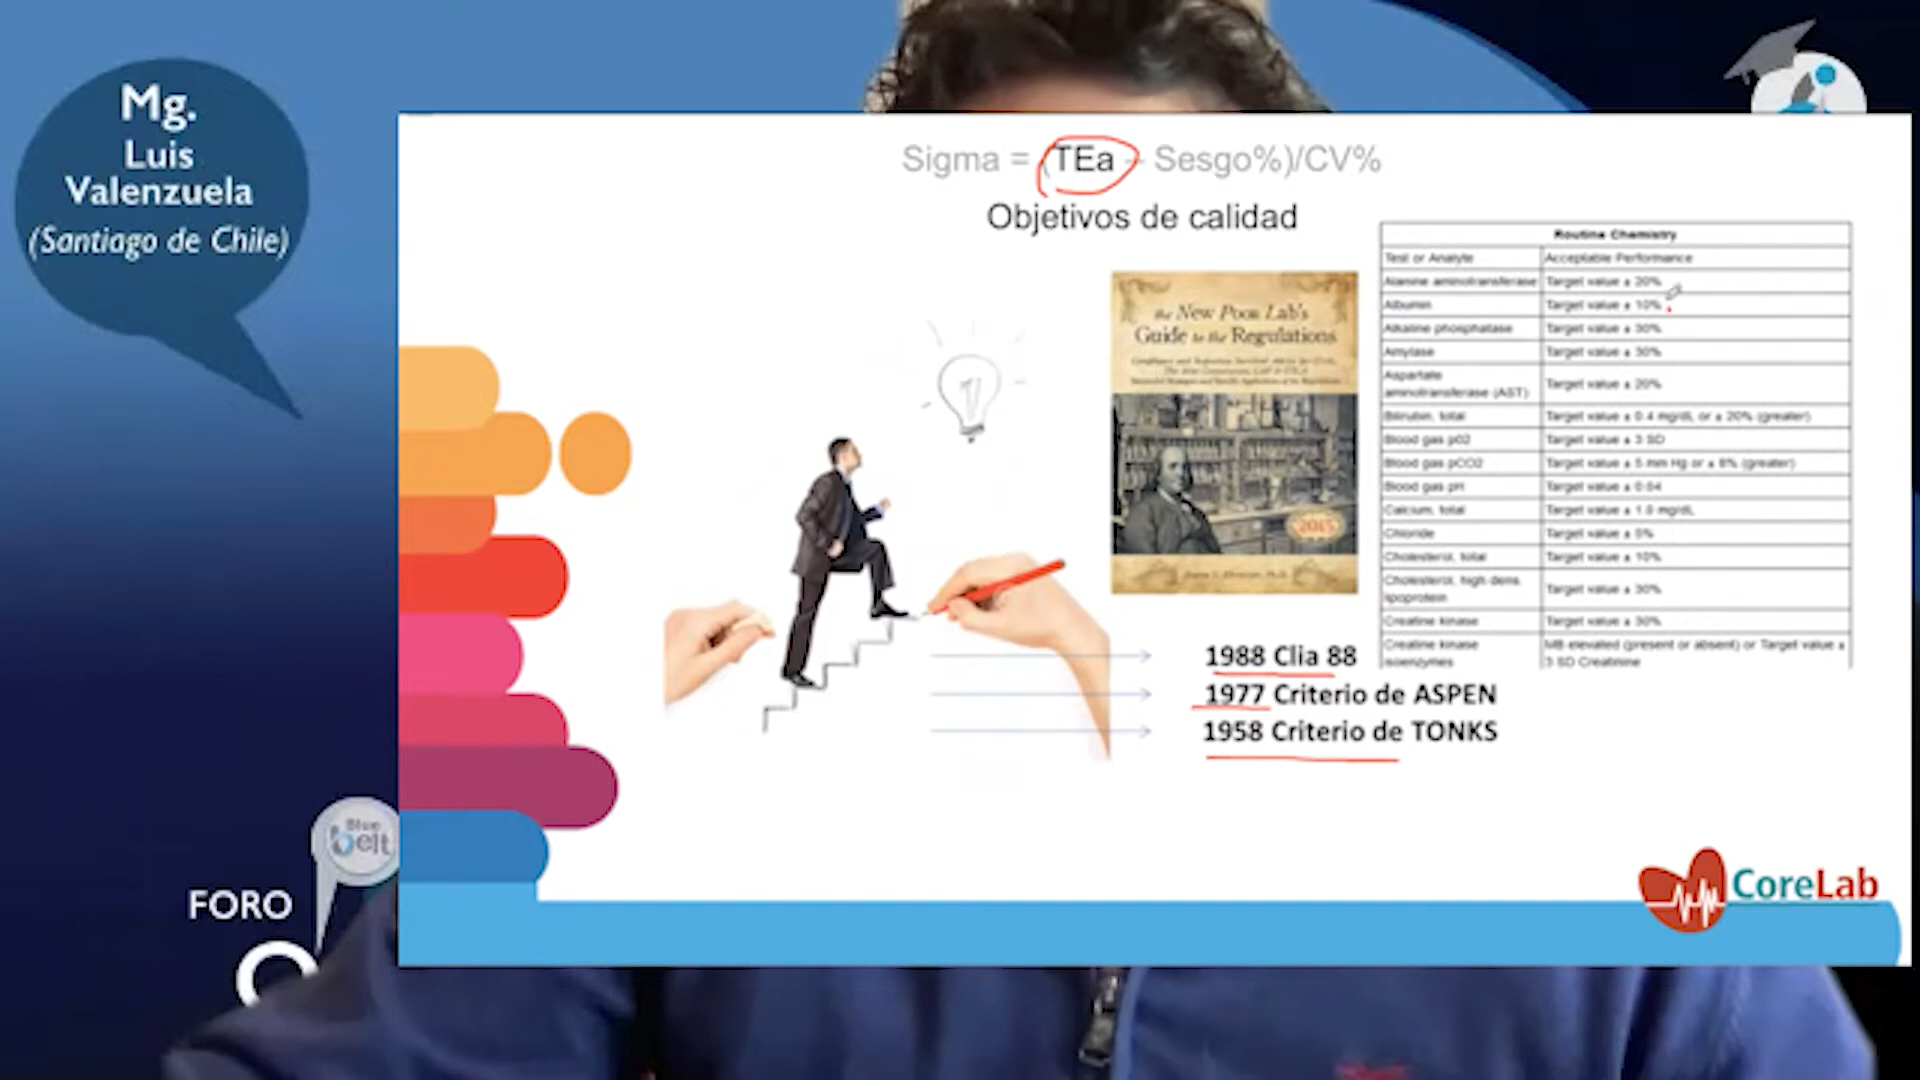 Mg.
Luis
Valenzuela
(Santiago de Chile)
Sigma = (TEa - Sesgo%)/CV%
Objetivos de calidad
the New Poor Lab's
Guide to the Regulations
2015
Routine Chemistry
Test or Analyte Acceptable Performance
Alanine aminotransferase Target value ± 20%
Albumin Target value ± 10%
Alkaline phosphatase Target value ± 30%
Amylase Target value ± 30%
Aspartate
aminotransferase (AST) Target value ± 20%
Bilirubin, total Target value ± 0.4 mg/dL or ± 20% (greater)
Blood gas p02 Target value ± 3 SD
Blood gas pCO2 Target value ± 5 mm Hg or ± 8% (greater)
Blood gas pH Target value ± 0.04
Calcium, total Target value ± 1.0 mg/dL
Chloride Target value ± 5%
Cholesterol, total Target value ± 10%
Cholesterol, high dens.
lipoprotein Target value ± 30%
Creatine kinase Target value ± 30%
Creatine kinase MB elevated (present or absent) or Target value ±
isoenzymes 3 SD Creatinine
1988 Clia 88
1977 Criterio de ASPEN
1958 Criterio de TONKS
Blue
belt
FORO
CoreLab